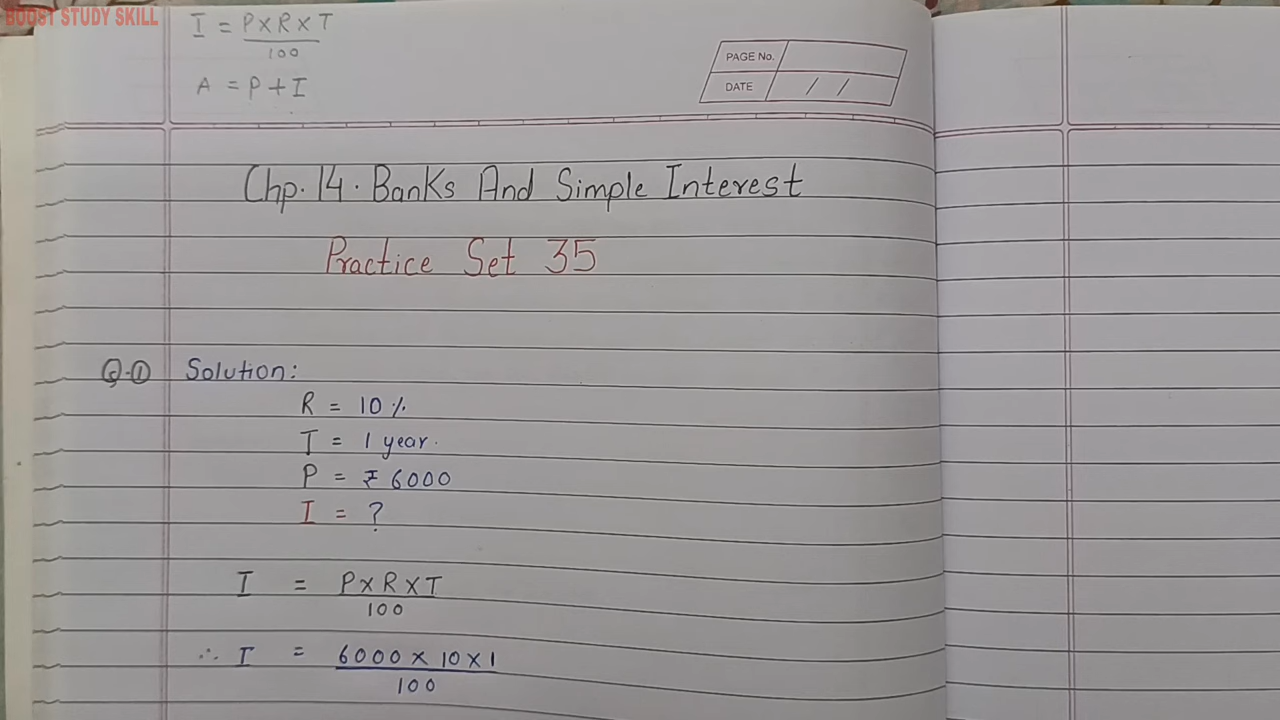 BOOST STUDY SKILL
I = P×R×T
100
A = P + I
PAGE No.
DATE / /
Chp. 14. Banks And Simple Interest
Practice Set 35
Q.① Solution:
R = 10 %
T = 1 year.
P = ₹ 6000
I = ?
I = P×R×T
100
∴ I = 6000 × 10 × 1
100